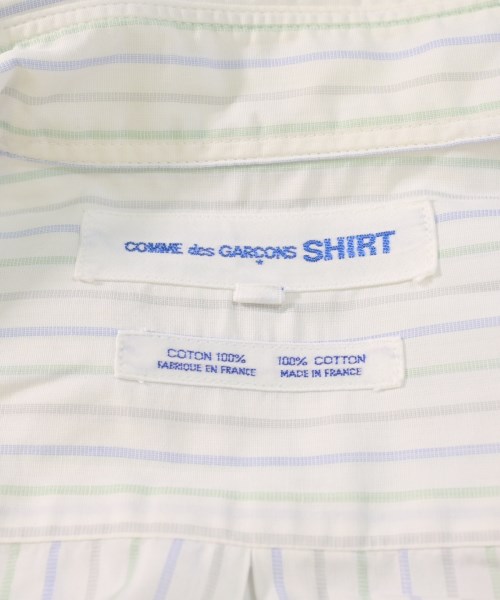 COMME des GARÇONS SHIRT
COTON 100%
FABRIQUE EN FRANCE
100% COTTON
MADE IN FRANCE